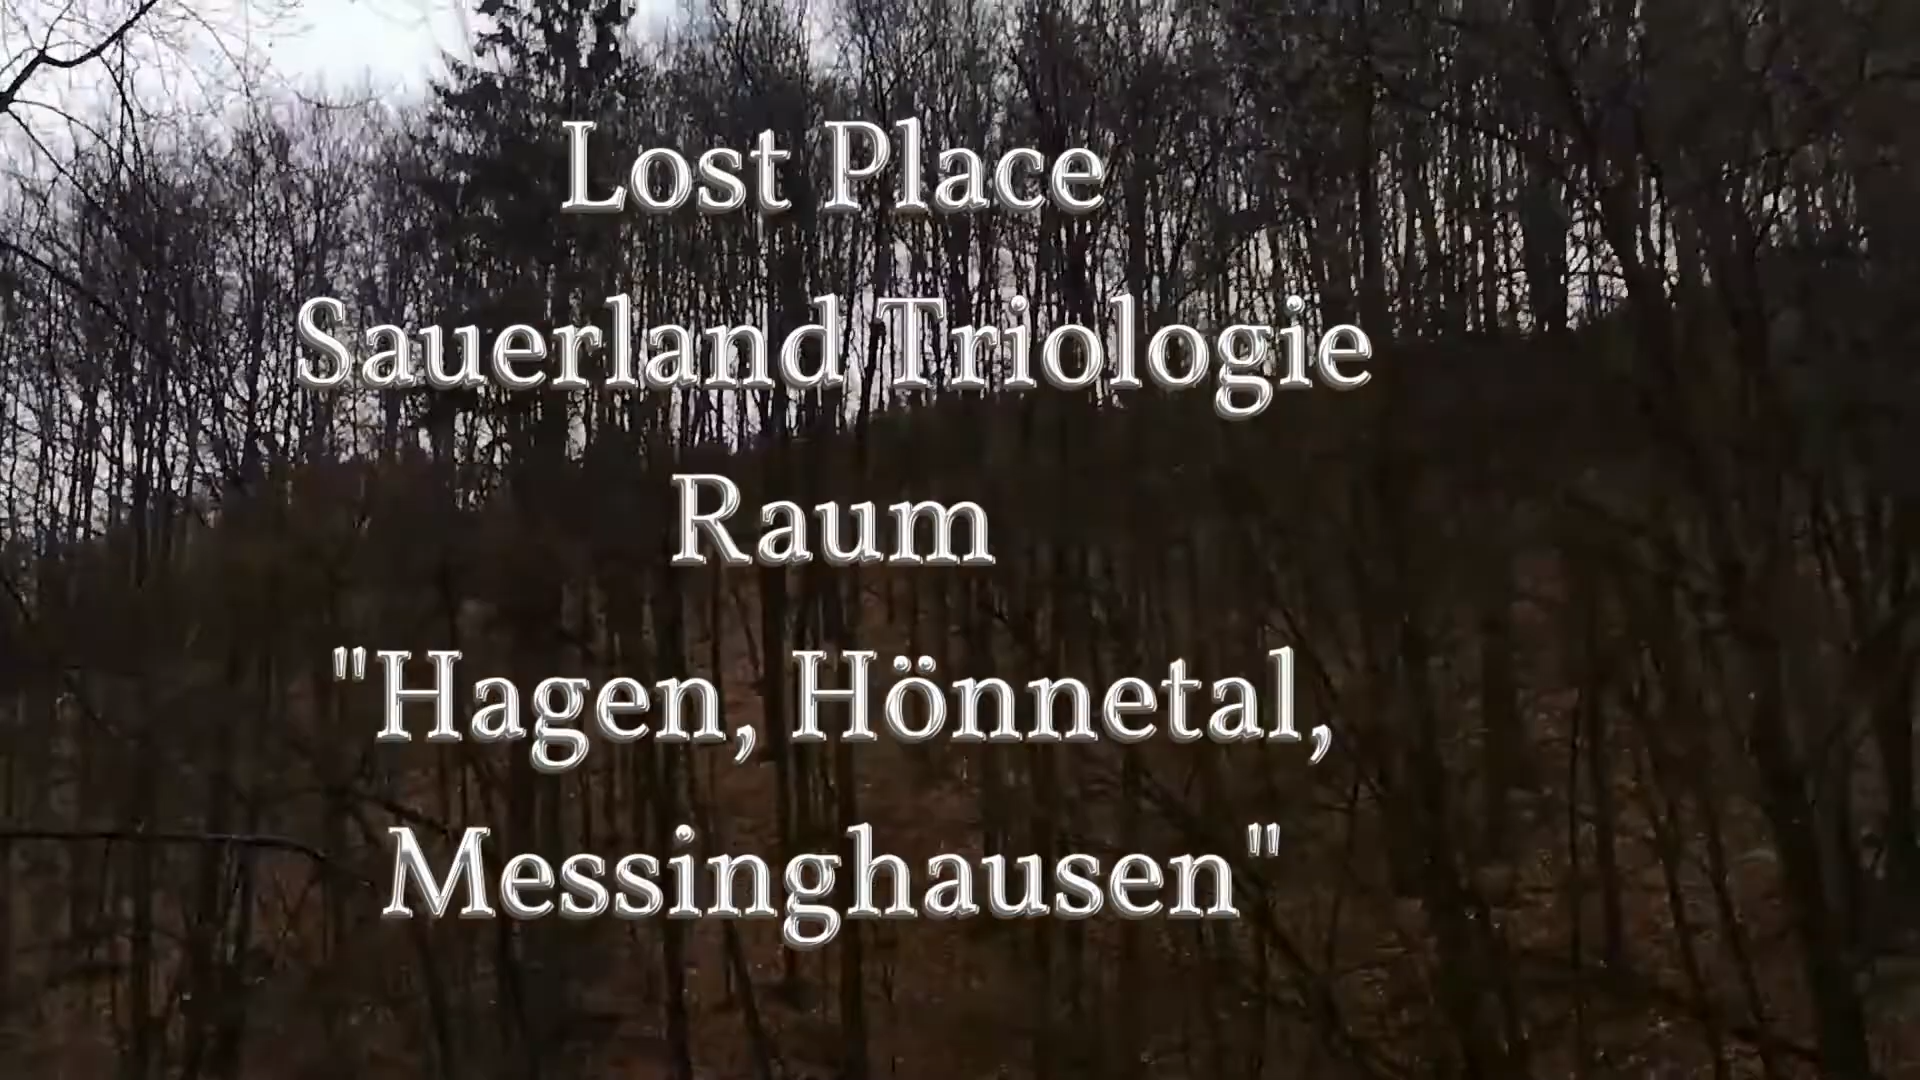 Lost Place
Sauerland Triologie
Raum
"Hagen, Hönnetal,
Messinghausen"